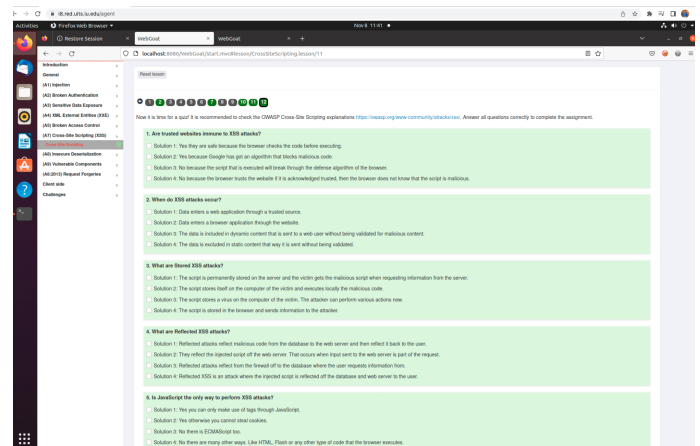 i8.red.uits.iu.edu/agent
Activities
Firefox Web Browser
Nov 8 11:41
Restore Session
WebGoat
WebGoat
localhost:8080/WebGoat/start.mvc#lesson/CrossSiteScripting.lesson/11
Introduction
General
(A1) Injection
(A2) Broken Authentication
(A3) Sensitive Data Exposure
(A4) XML External Entities (XXE)
(A5) Broken Access Control
(A7) Cross-Site Scripting (XSS)
Cross Site Scripting
(A8) Insecure Deserialization
(A9) Vulnerable Components
(A8:2013) Request Forgeries
Client side
Challenges
Reset lesson
1 2 3 4 5 6 7 8 9 10 11 12
Now it is time for a quiz! It is recommended to check the OWASP Cross-Site Scripting explanations https://owasp.org/www-community/attacks/xss/. Answer all questions correctly to complete the assignment.
1. Are trusted websites immune to XSS attacks?
Solution 1: Yes they are safe because the browser checks the code before executing.
Solution 2: Yes because Google has got an algorithm that blocks malicious code.
Solution 3: No because the script that is executed will break through the defense algorithm of the browser.
Solution 4: No because the browser trusts the website if it is acknowledged trusted, then the browser does not know that the script is malicious.
2. When do XSS attacks occur?
Solution 1: Data enters a web application through a trusted source.
Solution 2: Data enters a browser application through the website.
Solution 3: The data is included in dynamic content that is sent to a web user without being validated for malicious content.
Solution 4: The data is excluded in static content that way it is sent without being validated.
3. What are Stored XSS attacks?
Solution 1: The script is permanently stored on the server and the victim gets the malicious script when requesting information from the server.
Solution 2: The script stores itself on the computer of the victim and executes locally the malicious code.
Solution 3: The script stores a virus on the computer of the victim. The attacker can perform various actions now.
Solution 4: The script is stored in the browser and sends information to the attacker.
4. What are Reflected XSS attacks?
Solution 1: Reflected attacks reflect malicious code from the database to the web server and then reflect it back to the user.
Solution 2: They reflect the injected script off the web server. That occurs when input sent to the web server is part of the request.
Solution 3: Reflected attacks reflect from the firewall off to the database where the user requests information from.
Solution 4: Reflected XSS is an attack where the injected script is reflected off the database and web server to the user.
5. Is JavaScript the only way to perform XSS attacks?
Solution 1: Yes you can only make use of tags through JavaScript.
Solution 2: Yes otherwise you cannot steal cookies.
Solution 3: No there is ECMAScript too.
Solution 4: No there are many other ways. Like HTML, Flash or any other type of code that the browser executes.